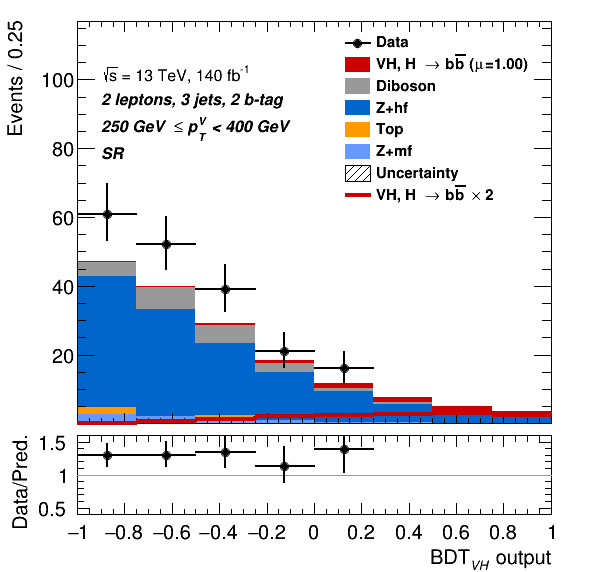 Events / 0.25
100
80
60
40
20
√s = 13 TeV, 140 fb⁻¹
2 leptons, 3 jets, 2 b-tag
250 GeV ≤ p_T^V < 400 GeV
SR
Data
VH, H → bb̅ (μ=1.00)
Diboson
Z+hf
Top
Z+mf
Uncertainty
VH, H → bb̅ × 2
Data/Pred.
1.5
1
0.5
−1 −0.8 −0.6 −0.4 −0.2 0 0.2 0.4 0.6 0.8 1
BDT_VH output